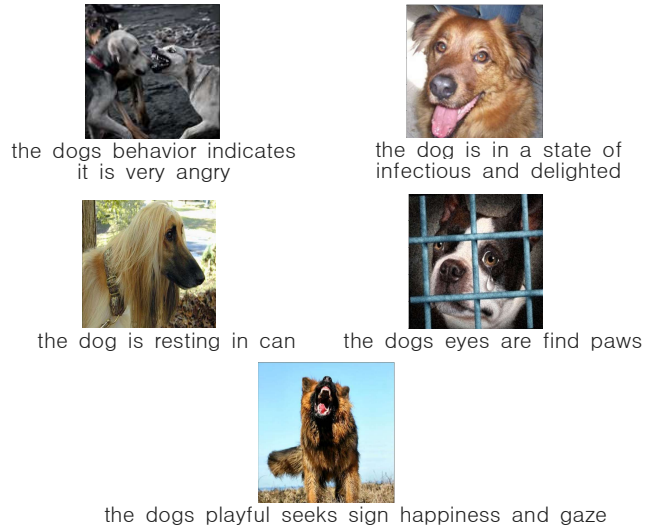 the dogs behavior indicates
it is very angry
the dog is in a state of
infectious and delighted
the dog is resting in can
the dogs eyes are find paws
the dogs playful seeks sign happiness and gaze